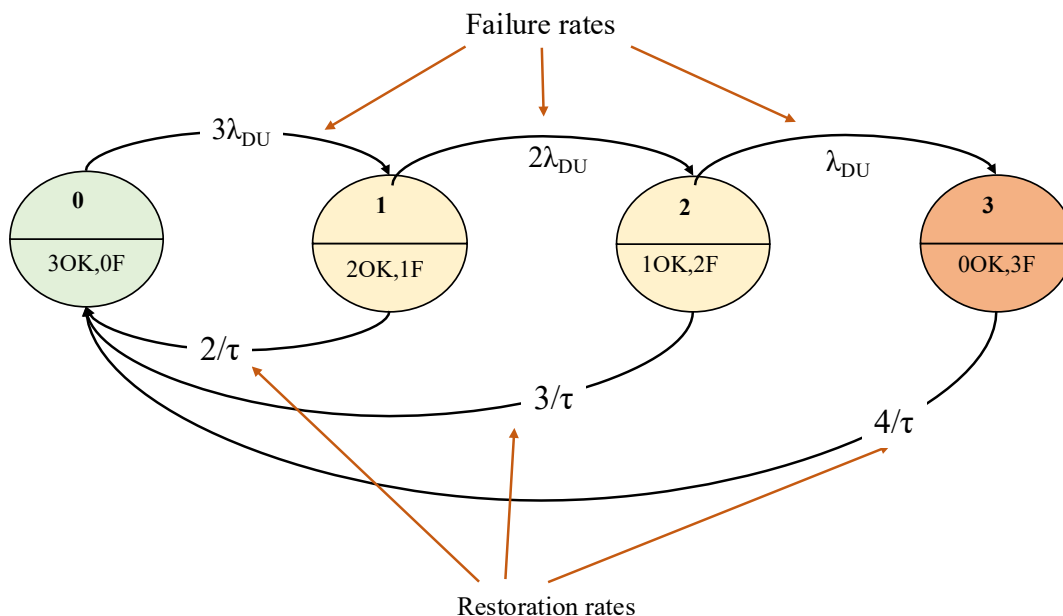 Failure rates
3λDU
2λDU
λDU
0
1
2
3
3OK,0F
2OK,1F
1OK,2F
0OK,3F
2/τ
3/τ
4/τ
Restoration rates